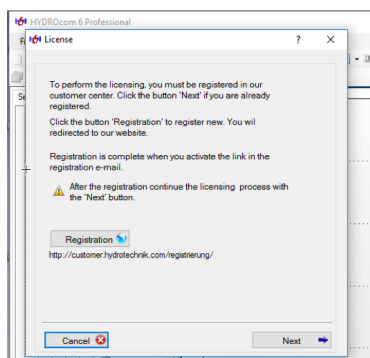 HYDROcom 6 Professional
License
To perform the licensing, you must be registered in our
customer center. Click the button 'Next' if you are already
registered.
Click the button 'Registration' to register new. You wil
redirected to our website.
Registration is complete when you activate the link in the
registration e-mail.
After the registration continue the licensing process with
the 'Next' button.
Registration
http://customer.hydrotechnik.com/registrierung/
Cancel
Next